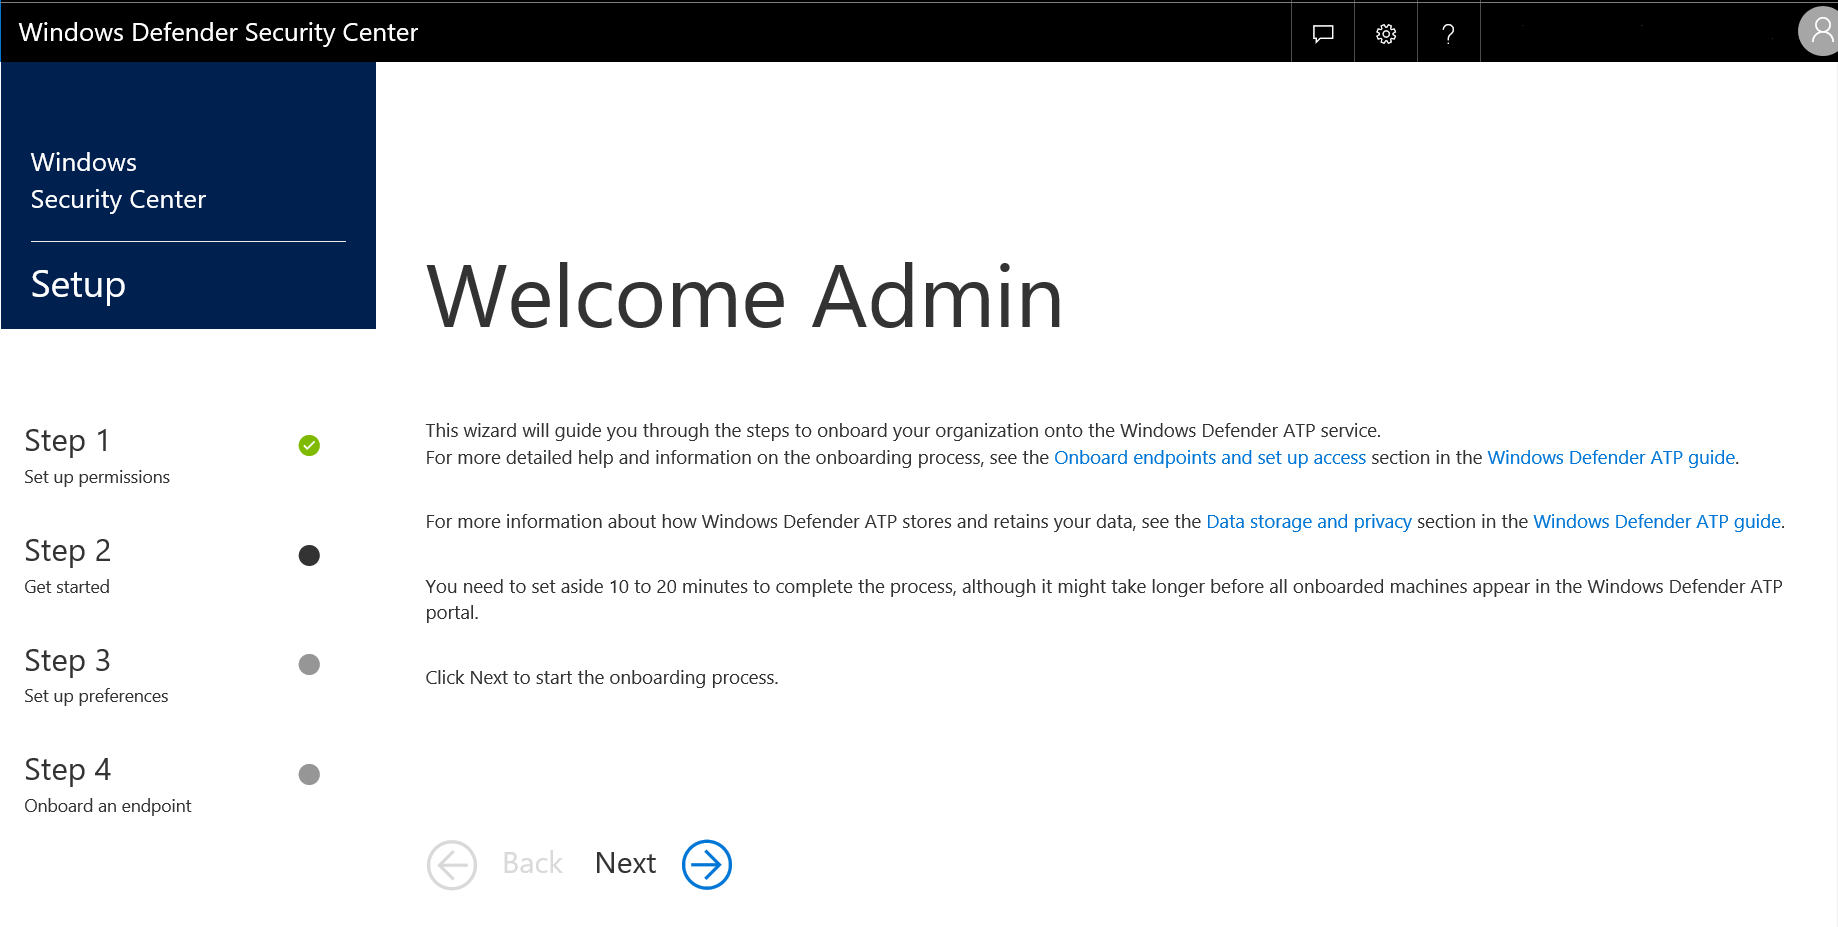 Windows Defender Security Center
?
Windows
Security Center
Setup
Step 1
Set up permissions
Step 2
Get started
Step 3
Set up preferences
Step 4
Onboard an endpoint
Welcome Admin
This wizard will guide you through the steps to onboard your organization onto the Windows Defender ATP service.
For more detailed help and information on the onboarding process, see the Onboard endpoints and set up access section in the Windows Defender ATP guide.
For more information about how Windows Defender ATP stores and retains your data, see the Data storage and privacy section in the Windows Defender ATP guide.
You need to set aside 10 to 20 minutes to complete the process, although it might take longer before all onboarded machines appear in the Windows Defender ATP
portal.
Click Next to start the onboarding process.
Back Next